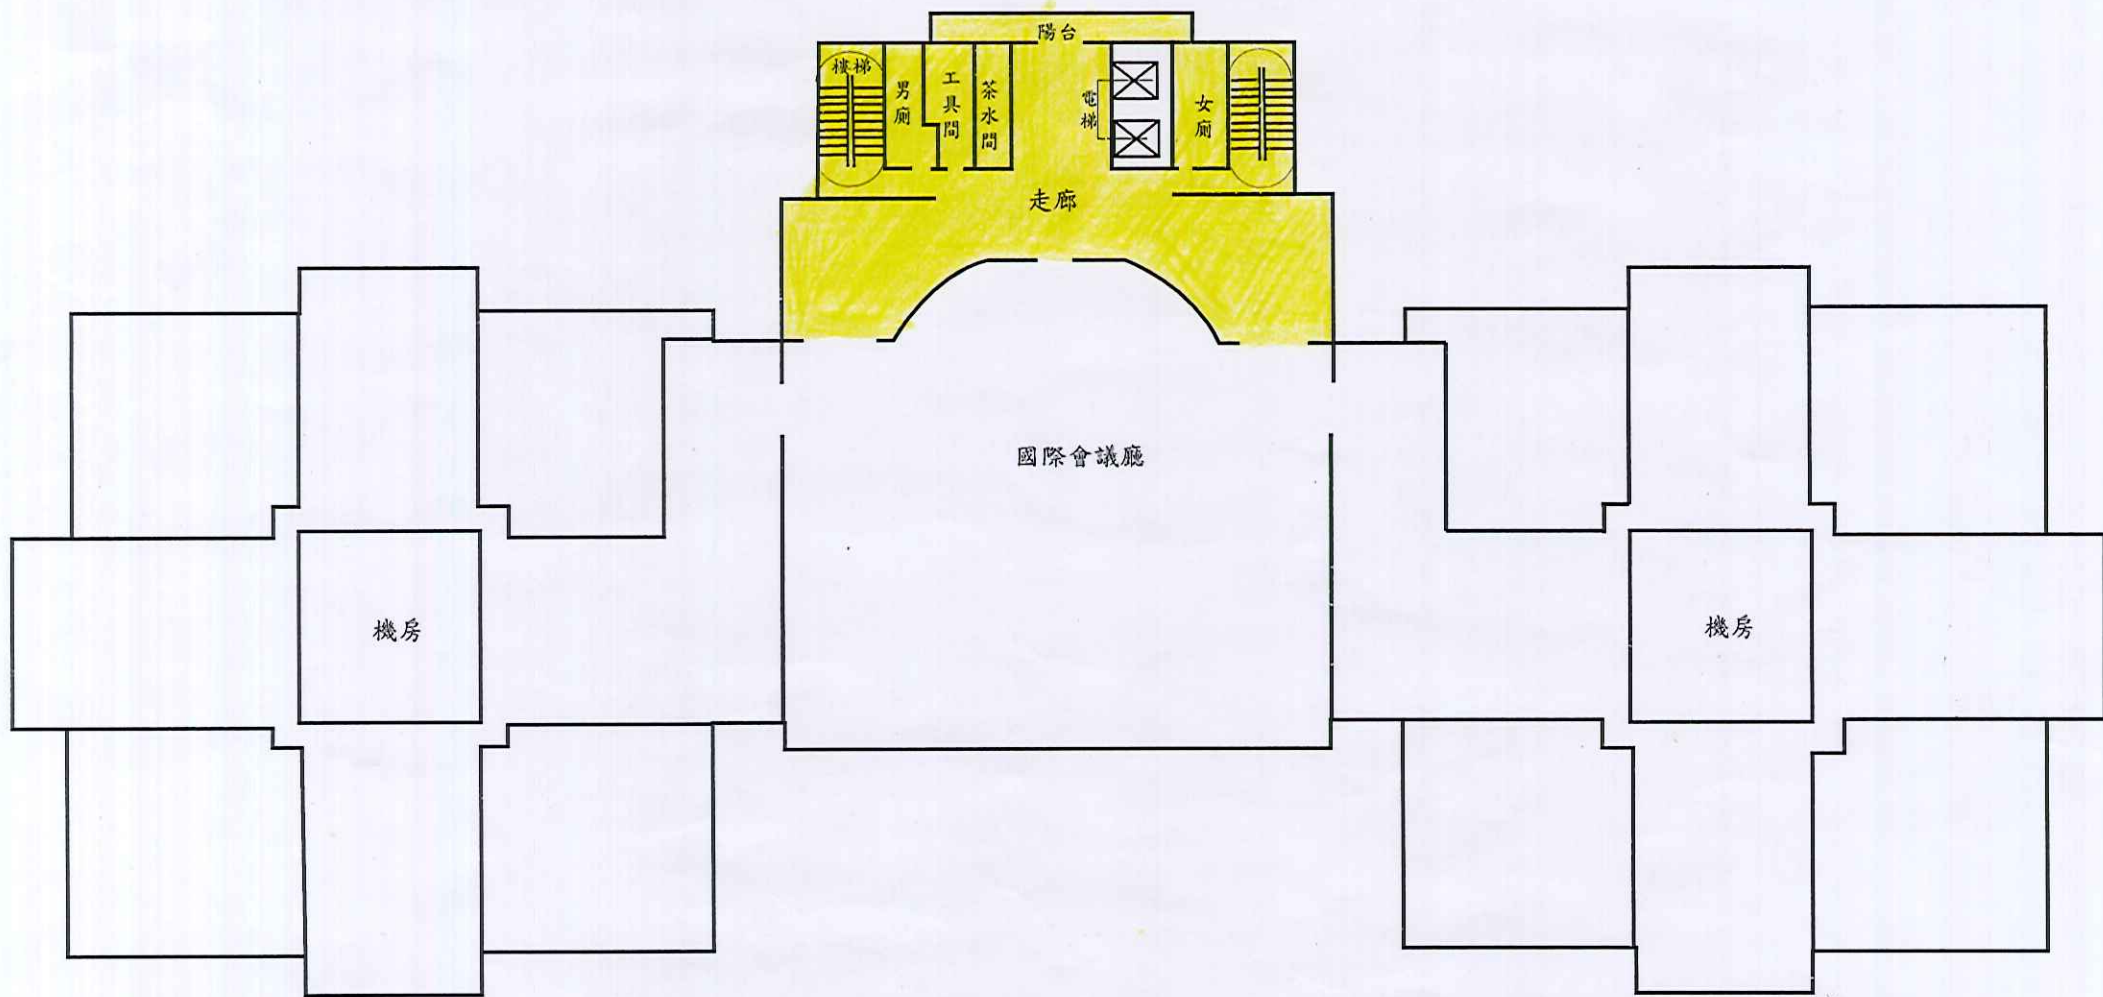 陽台
樓梯
男廁
工具間
茶水間
電梯
女廁
走廊
國際會議廳
機房
機房